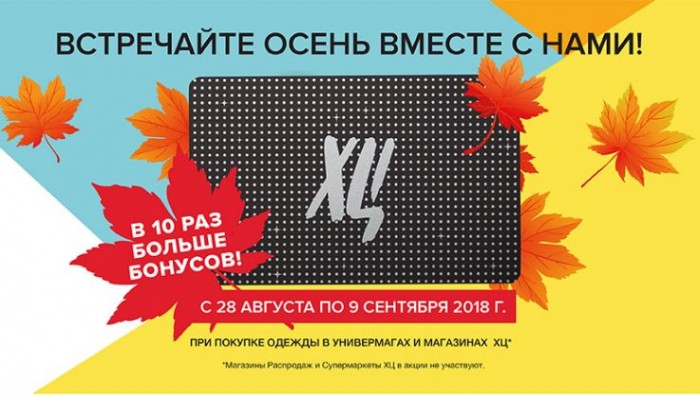 ВСТРЕЧАЙТЕ ОСЕНЬ ВМЕСТЕ С НАМИ!
ХЦ
В 10 РАЗ
БОЛЬШЕ
БОНУСОВ!
С 28 АВГУСТА ПО 9 СЕНТЯБРЯ 2018 Г.
ПРИ ПОКУПКЕ ОДЕЖДЫ В УНИВЕРМАГАХ И МАГАЗИНАХ ХЦ*
*Магазины Распродаж и Супермаркеты ХЦ в акции не участвуют.